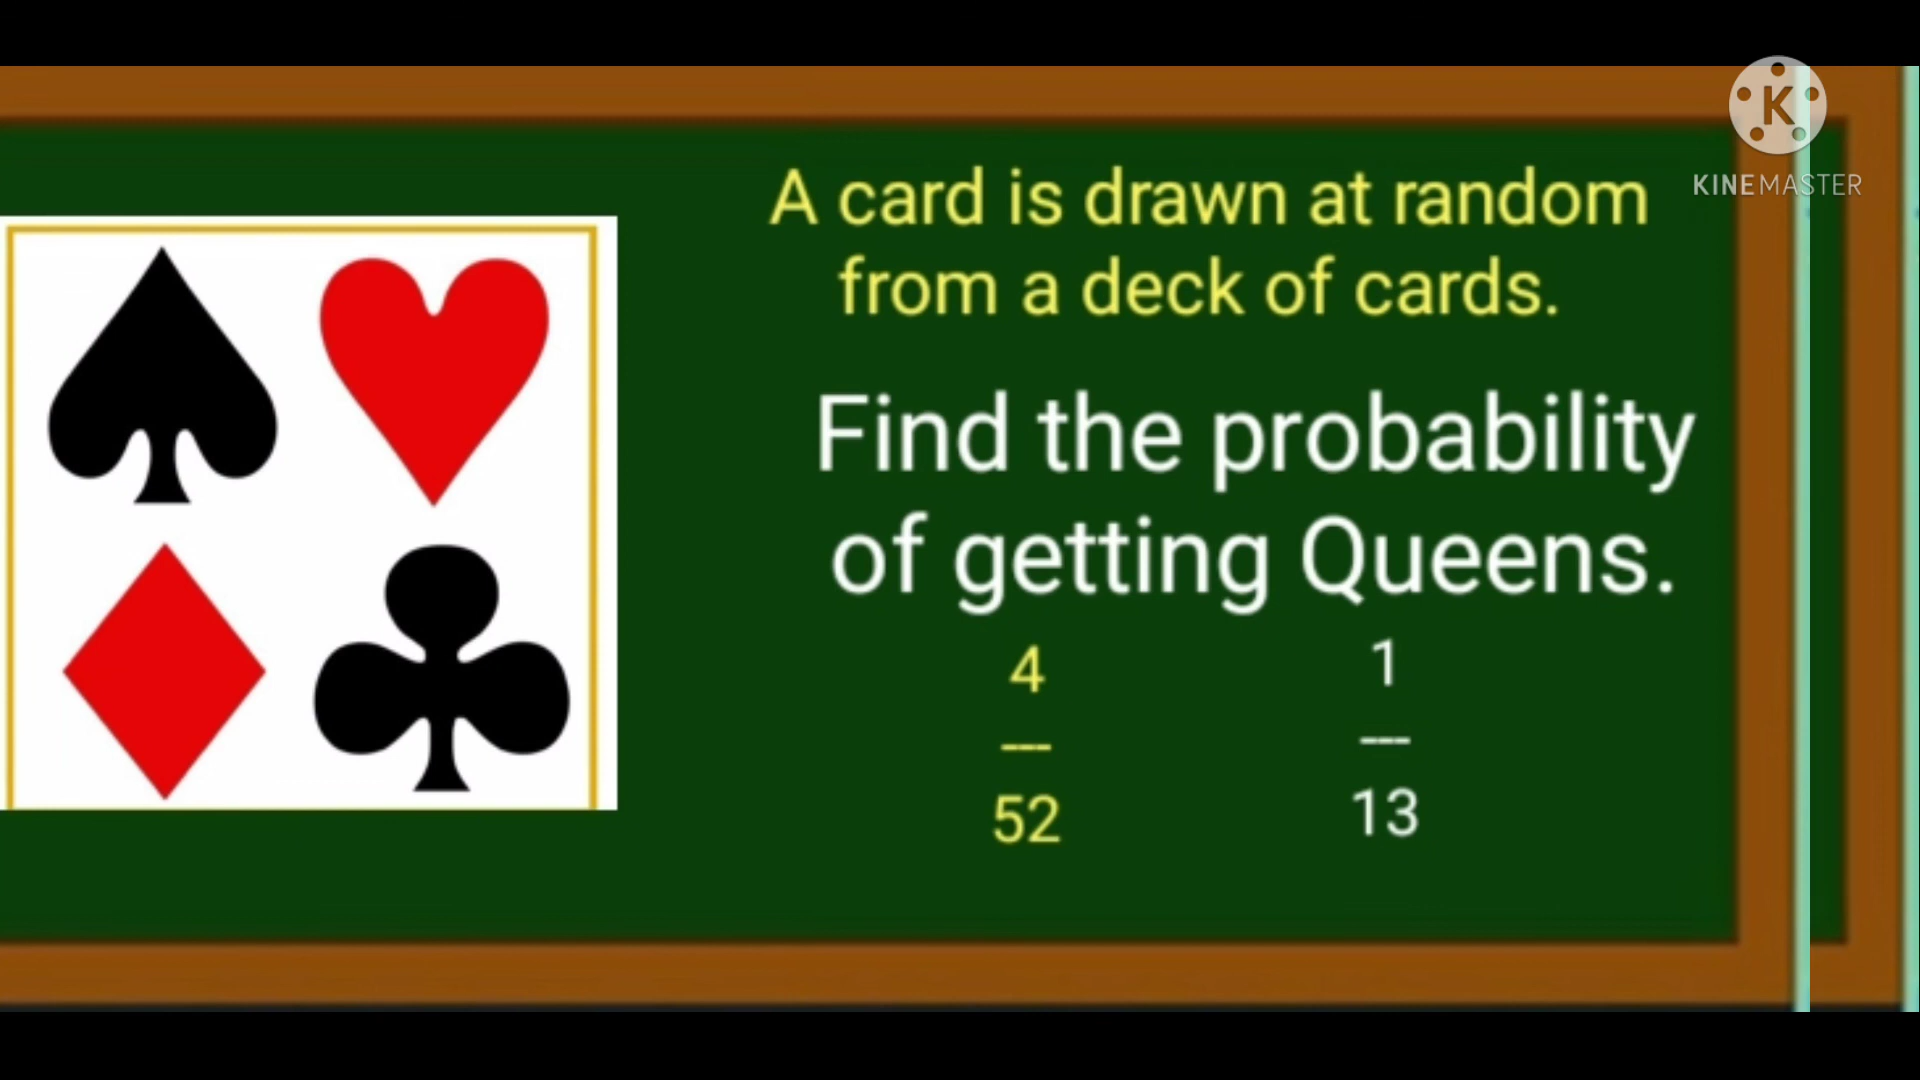 K
KINEMASTER
A card is drawn at random
from a deck of cards.
Find the probability
of getting Queens.
4
---
52
1
---
13